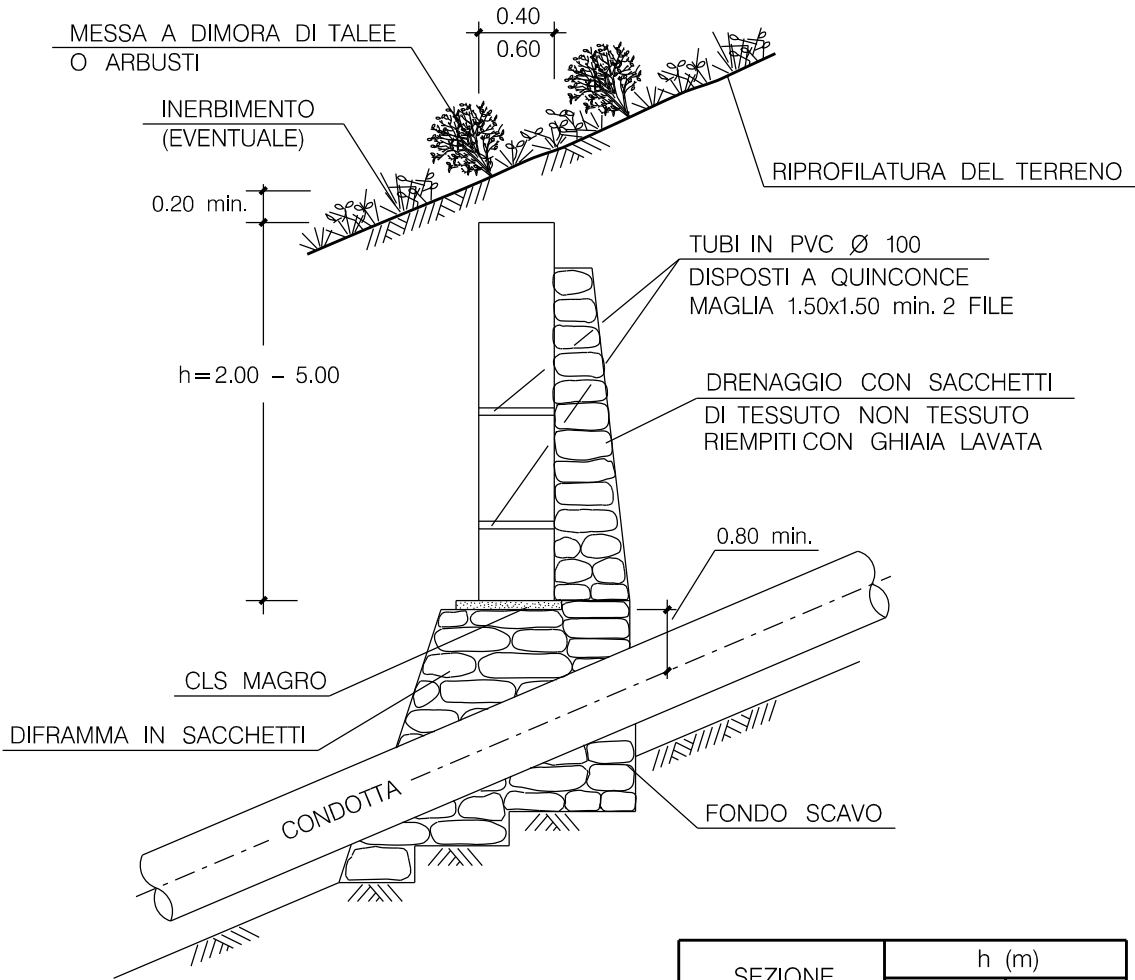 MESSA A DIMORA DI TALEE
O ARBUSTI
0.40
0.60
INERBIMENTO
(EVENTUALE)
RIPROFILATURA DEL TERRENO
0.20 min.
TUBI IN PVC Ø 100
DISPOSTI A QUINCONCE
MAGLIA 1.50x1.50 min. 2 FILE
h=2.00 - 5.00
DRENAGGIO CON SACCHETTI
DI TESSUTO NON TESSUTO
RIEMPITI CON GHIAIA LAVATA
0.80 min.
CLS MAGRO
DIFRAMMA IN SACCHETTI
CONDOTTA
FONDO SCAVO
h (m)
SEZIONE